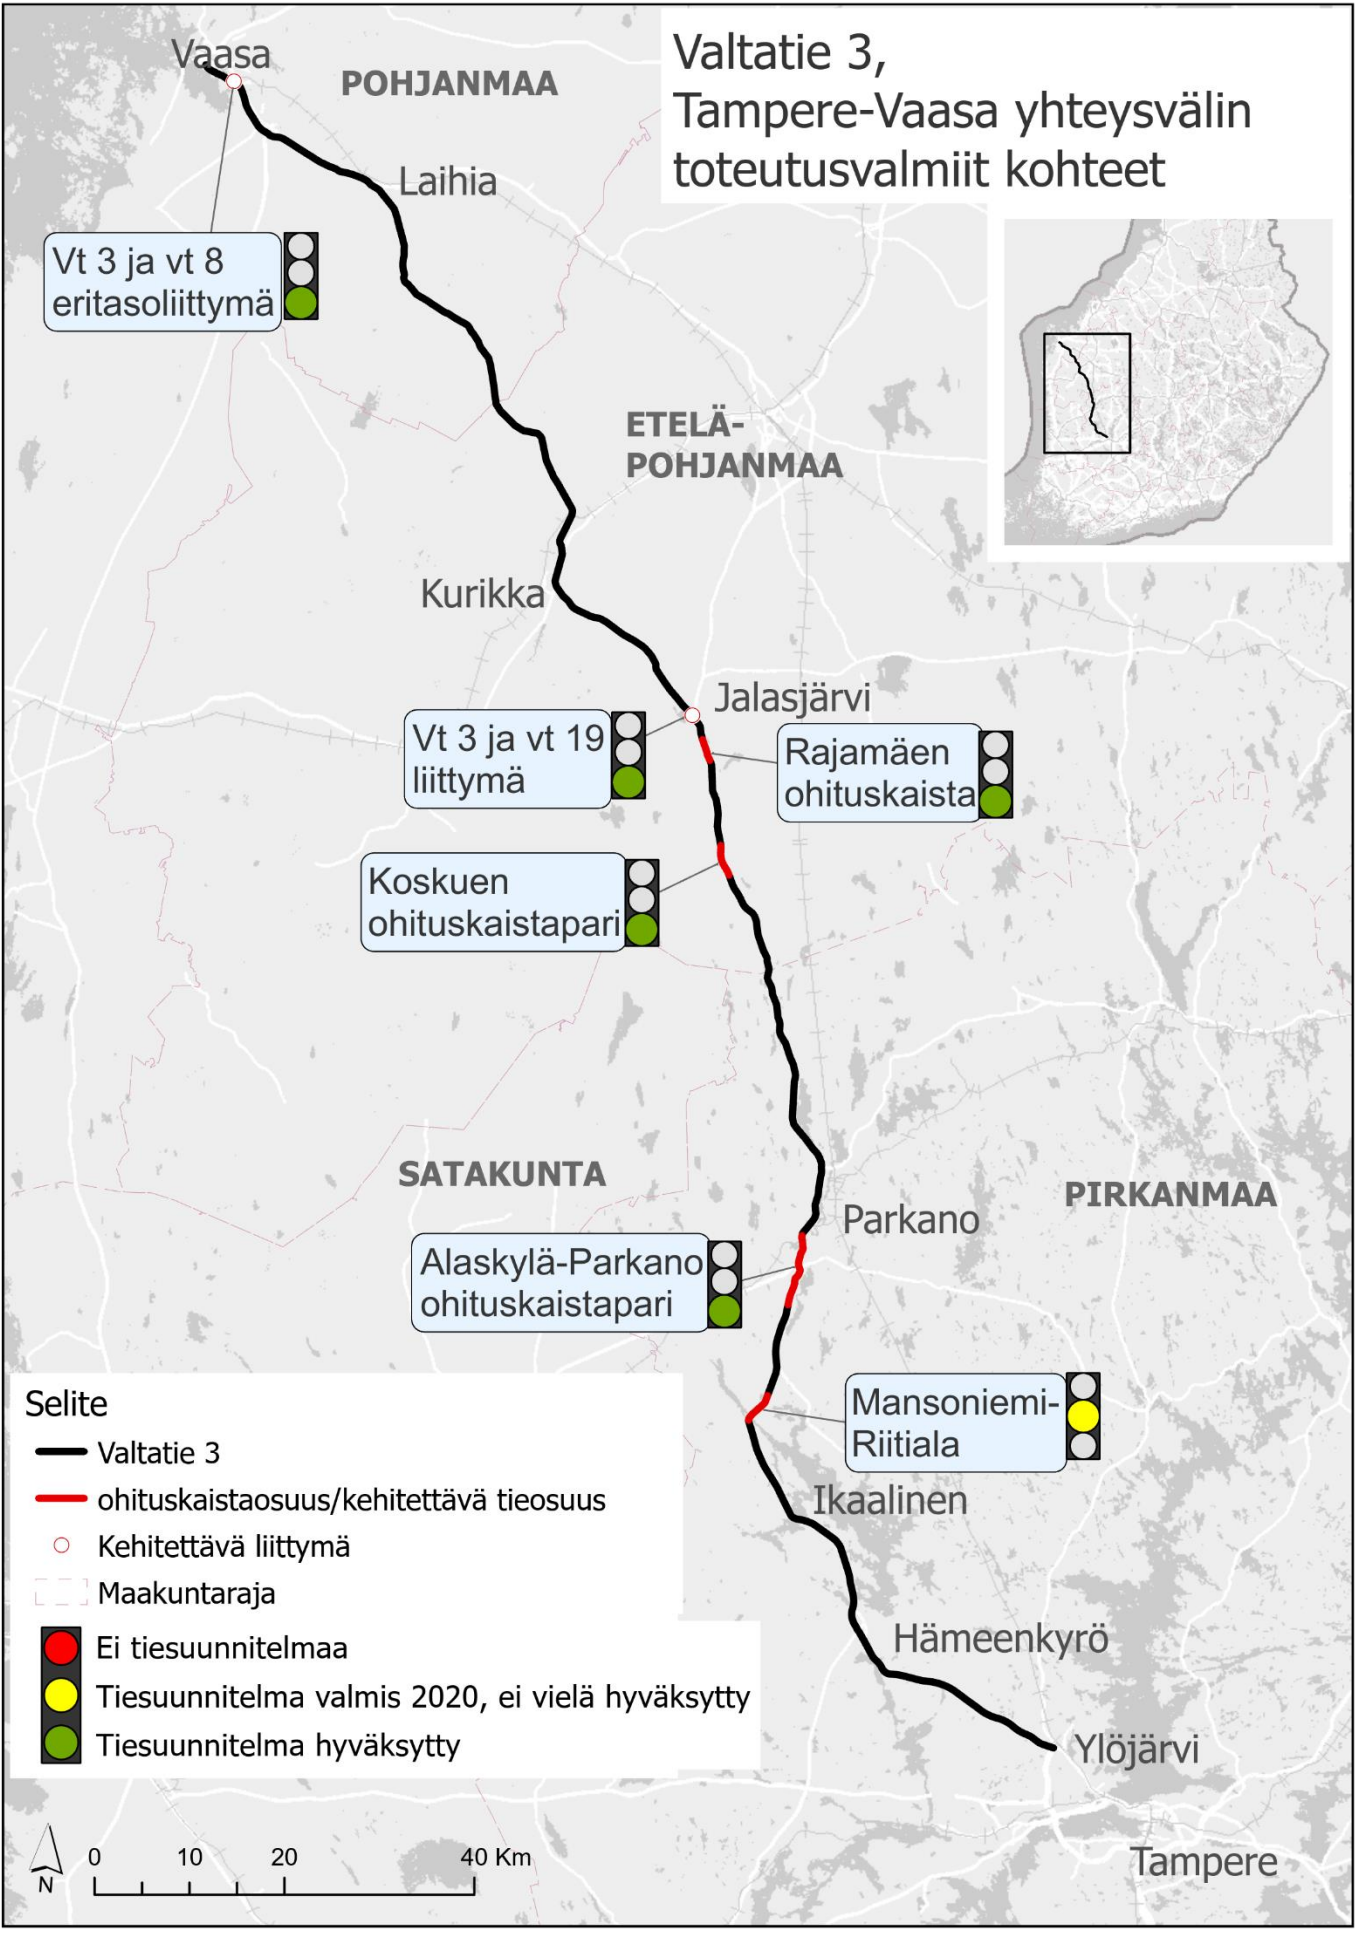 Valtatie 3,
Tampere-Vaasa yhteysvälin
toteutusvalmiit kohteet
Vaasa
POHJANMAA
Laihia
Vt 3 ja vt 8
eritasoliittymä
ETELÄ-
POHJANMAA
Kurikka
Jalasjärvi
Vt 3 ja vt 19
liittymä
Rajamäen
ohituskaista
Koskuen
ohituskaistapari
SATAKUNTA
PIRKANMAA
Parkano
Alaskylä-Parkano
ohituskaistapari
Mansoniemi-
Riitiala
Ikaalinen
Hämeenkyrö
Ylöjärvi
Tampere
Selite
Valtatie 3
ohituskaistaosuus/kehitettävä tieosuus
Kehitettävä liittymä
Maakuntaraja
Ei tiesuunnitelmaa
Tiesuunnitelma valmis 2020, ei vielä hyväksytty
Tiesuunnitelma hyväksytty
N
0 10 20 40 Km